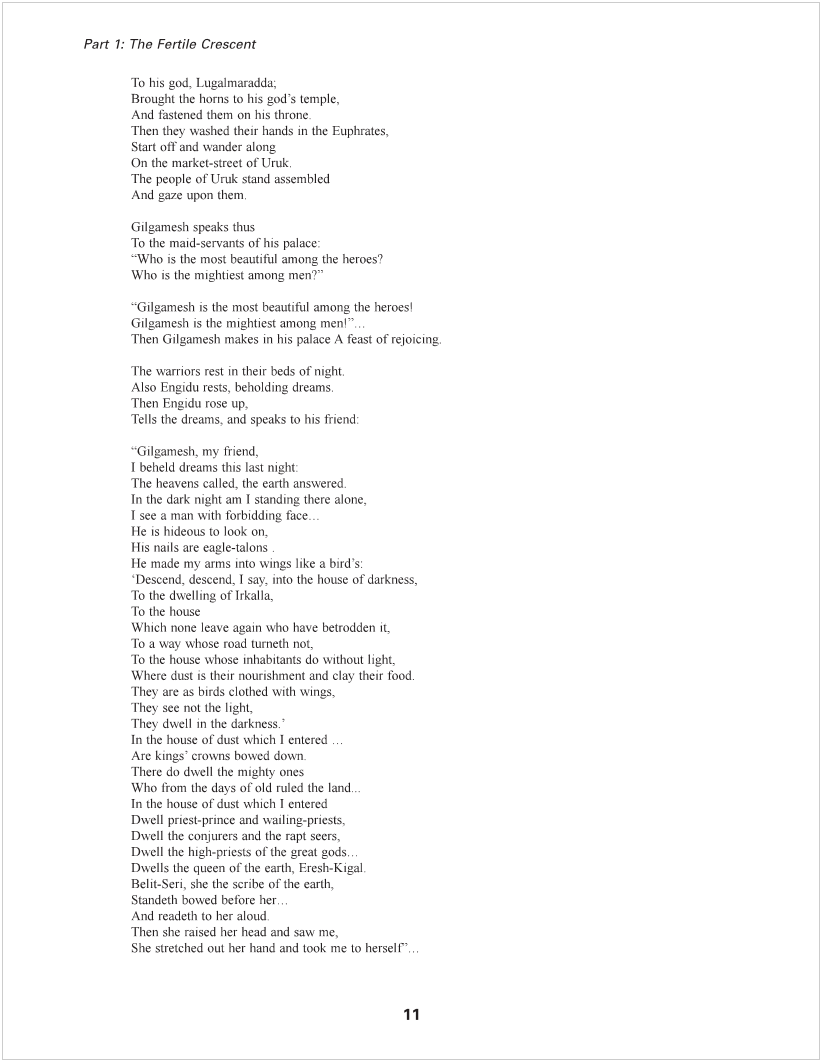 Part 1: The Fertile Crescent
To his god, Lugalmaradda;
Brought the horns to his god’s temple,
And fastened them on his throne.
Then they washed their hands in the Euphrates,
Start off and wander along
On the market-street of Uruk.
The people of Uruk stand assembled
And gaze upon them.
Gilgamesh speaks thus
To the maid-servants of his palace:
“Who is the most beautiful among the heroes?
Who is the mightiest among men?”
“Gilgamesh is the most beautiful among the heroes!
Gilgamesh is the mightiest among men!”…
Then Gilgamesh makes in his palace A feast of rejoicing.
The warriors rest in their beds of night.
Also Engidu rests, beholding dreams.
Then Engidu rose up,
Tells the dreams, and speaks to his friend:
“Gilgamesh, my friend,
I beheld dreams this last night:
The heavens called, the earth answered.
In the dark night am I standing there alone,
I see a man with forbidding face…
He is hideous to look on,
His nails are eagle-talons .
He made my arms into wings like a bird’s:
‘Descend, descend, I say, into the house of darkness,
To the dwelling of Irkalla,
To the house
Which none leave again who have betrodden it,
To a way whose road turneth not,
To the house whose inhabitants do without light,
Where dust is their nourishment and clay their food.
They are as birds clothed with wings,
They see not the light,
They dwell in the darkness.’
In the house of dust which I entered …
Are kings’ crowns bowed down.
There do dwell the mighty ones
Who from the days of old ruled the land...
In the house of dust which I entered
Dwell priest-prince and wailing-priests,
Dwell the conjurers and the rapt seers,
Dwell the high-priests of the great gods…
Dwells the queen of the earth, Eresh-Kigal.
Belit-Seri, she the scribe of the earth,
Standeth bowed before her…
And readeth to her aloud.
Then she raised her head and saw me,
She stretched out her hand and took me to herself”…
11